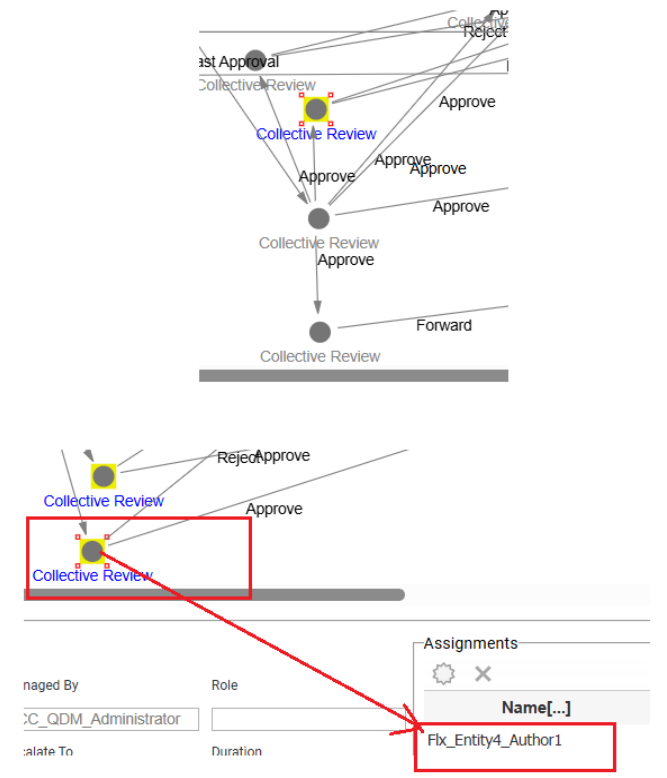 Collective
Reject
ast Approval
Collective Review
Approve
Collective Review
Approve
Approve
Approve
Approve
Collective Review
Approve
Forward
Collective Review
Reject
Approve
Collective Review
Approve
Collective Review
Assignments
naged By
Role
Name[...]
CC_QDM_Administrator
Flx_Entity4_Author1
calate To
Duration